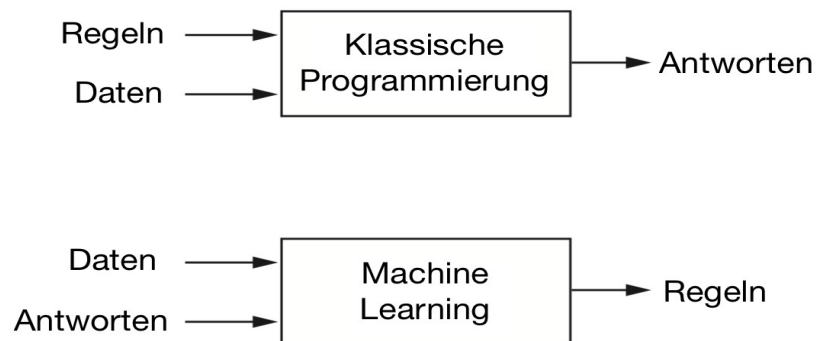 Regeln
Daten
Klassische
Programmierung
Antworten
Daten
Antworten
Machine
Learning
Regeln